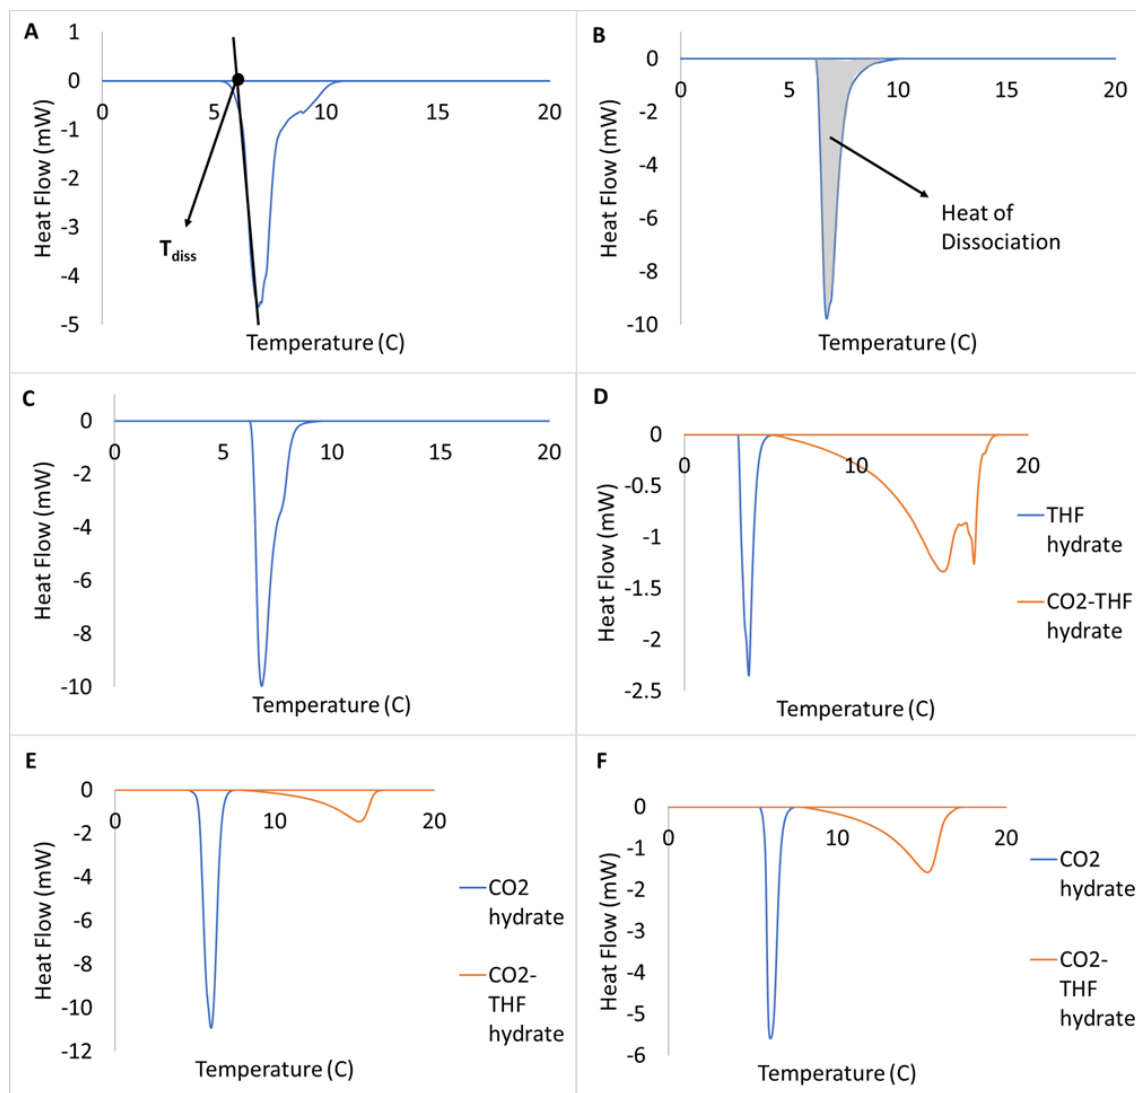 A
1
0
-1
-2
-3
-4
-5
0
5
10
15
20
Heat Flow (mW)
Temperature (C)
Tdiss
B
0
-2
-4
-6
-8
-10
0
5
10
15
20
Heat Flow (mW)
Temperature (C)
Heat of
Dissociation
C
0
-2
-4
-6
-8
-10
0
5
10
15
20
Heat Flow (mW)
Temperature (C)
D
0
-0.5
-1
-1.5
-2
-2.5
0
10
20
Heat Flow (mW)
Temperature (C)
THF
hydrate
CO2-THF
hydrate
E
0
-2
-4
-6
-8
-10
-12
0
10
20
Heat Flow (mW)
Temperature (C)
CO2
hydrate
CO2-
THF
hydrate
F
0
-1
-2
-3
-4
-5
-6
0
10
20
Heat Flow (mW)
Temperature (C)
CO2
hydrate
CO2-
THF
hydrate